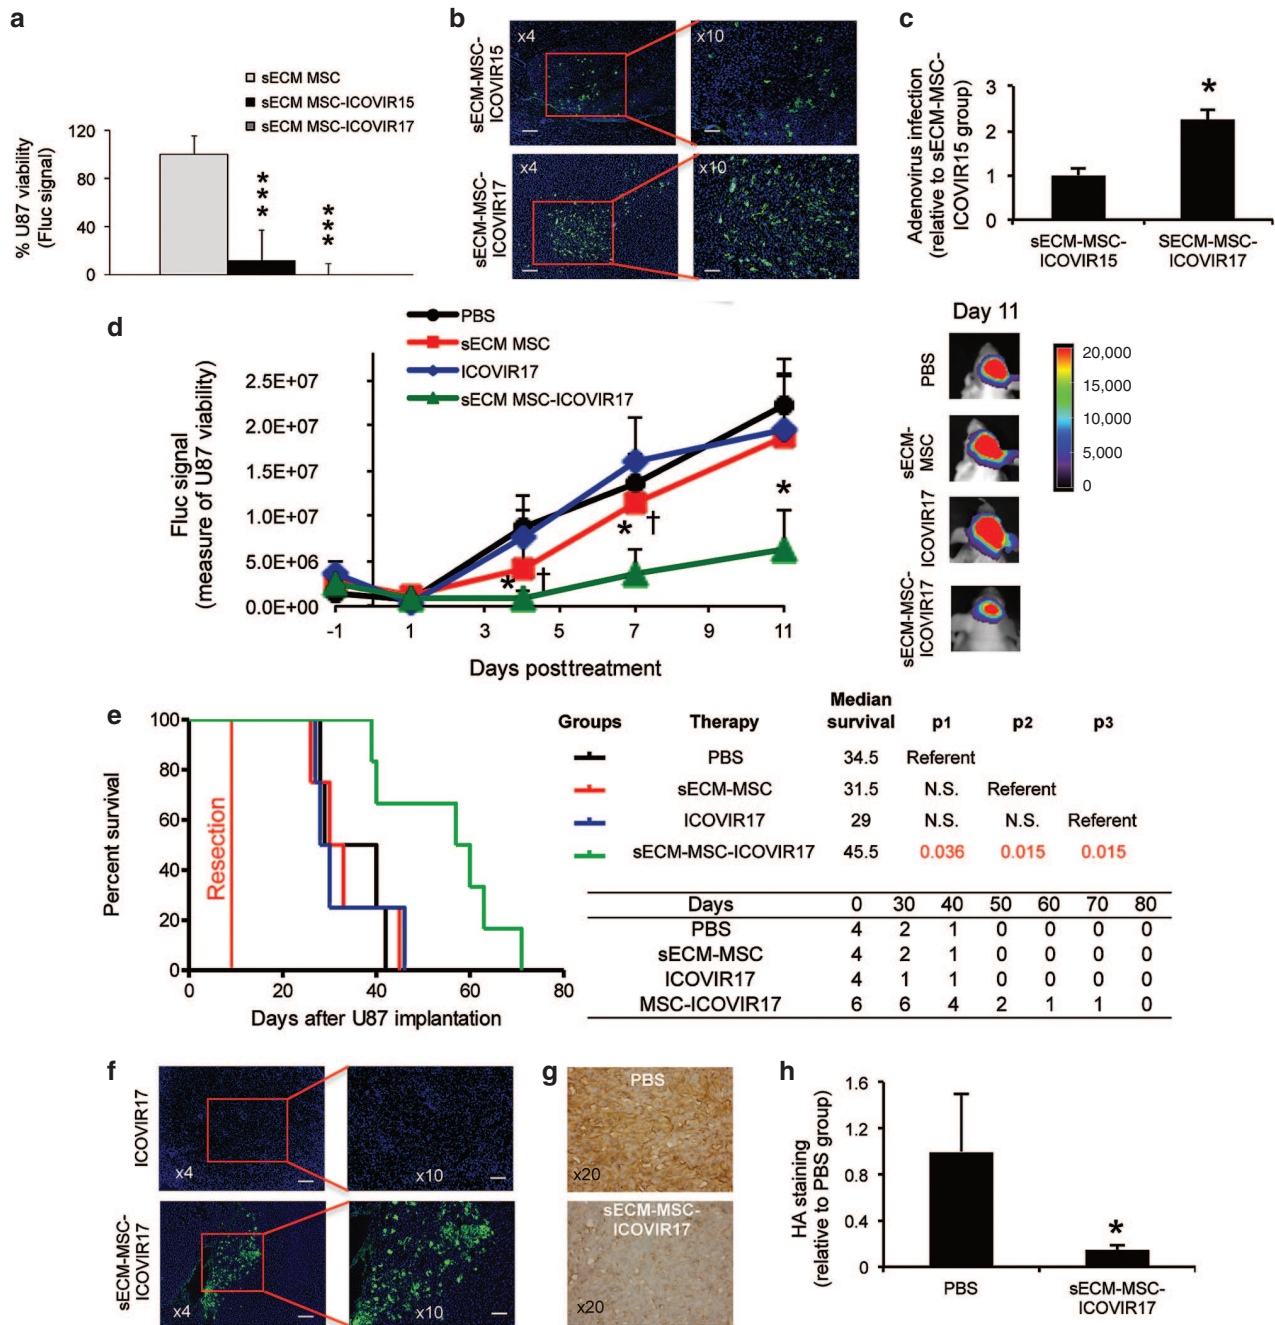 a
sECM MSC
sECM MSC-ICOVIR15
sECM MSC-ICOVIR17
% U87 viability
(Fluc signal)
120
80
40
0
***
***
b
sECM-MSC-
ICOVIR15
x4
x10
sECM-MSC-
ICOVIR17
x4
x10
c
Adenovirus infection
(relative to sECM-MSC-
ICOVIR15 group)
3
2
1
0
*
sECM-MSC-
ICOVIR15
SECM-MSC-
ICOVIR17
d
PBS
sECM MSC
ICOVIR17
sECM MSC-ICOVIR17
Fluc signal
(measure of U87 viability)
2.5E+07
2.0E+07
1.5E+07
1.0E+07
5.0E+06
0.0E+00
* †
* †
*
-1 1 3 5 7 9 11
Days posttreatment
Day 11
PBS
sECM-
MSC
ICOVIR17
sECM-MSC-
ICOVIR17
20,000
15,000
10,000
5,000
0
e
Percent survival
100
80
60
40
20
0
Resection
0 20 40 60 80
Days after U87 implantation
Groups Therapy Median survival p1 p2 p3
PBS 34.5 Referent
sECM-MSC 31.5 N.S. Referent
ICOVIR17 29 N.S. N.S. Referent
sECM-MSC-ICOVIR17 45.5 0.036 0.015 0.015
Days 0 30 40 50 60 70 80
PBS 4 2 1 0 0 0 0
sECM-MSC 4 2 1 0 0 0 0
ICOVIR17 4 1 1 0 0 0 0
MSC-ICOVIR17 6 6 4 2 1 1 0
f
ICOVIR17
x4
x10
sECM-MSC-
ICOVIR17
x4
x10
g
PBS
x20
sECM-MSC-
ICOVIR17
x20
h
HA staining
(relative to PBS group)
1.6
1.2
0.8
0.4
0
*
PBS
sECM-MSC-
ICOVIR17